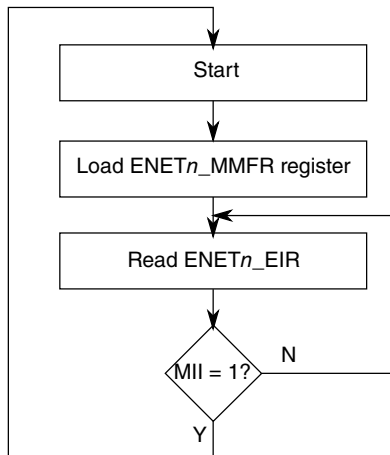 Start
Load ENETn_MMFR register
Read ENETn_EIR
MII = 1?
N
Y